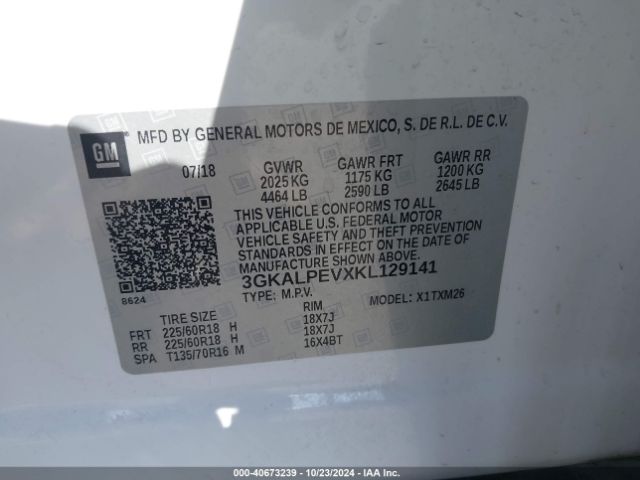 GM
MFD BY GENERAL MOTORS DE MEXICO, S. DE R.L. DE C.V.
07/18 GVWR GAWR FRT GAWR RR
2025 KG 1175 KG 1200 KG
4464 LB 2590 LB 2645 LB
THIS VEHICLE CONFORMS TO ALL
APPLICABLE U.S. FEDERAL MOTOR
VEHICLE SAFETY AND THEFT PREVENTION
STANDARDS IN EFFECT ON THE DATE OF
MANUFACTURE SHOWN ABOVE.
3GKALPEVXKL129141
8624
TYPE: M.P.V. MODEL: X1TXM26
TIRE SIZE RIM
FRT 225/60R18 H 18X7J
RR 225/60R18 H 18X7J
SPA T135/70R16 M 16X4BT
000-40673239 - 10/23/2024 - IAAI.com